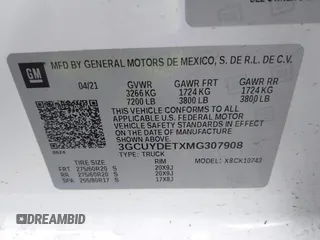 GM
MFD BY GENERAL MOTORS DE MEXICO, S. DE R.L. DE C.V.
04/21 GVWR GAWR FRT GAWR RR
3266 KG 1724 KG 1724 KG
7200 LB 3800 LB 3800 LB
THIS VEHICLE CONFORMS TO ALL APPLICABLE
U.S. FEDERAL MOTOR VEHICLE SAFETY
STANDARDS IN EFFECT ON THE DATE OF
MANUFACTURE SHOWN ABOVE.
3GCUYDETXMG307908
TYPE: TRUCK MODEL:
TIRE SIZE RIM
FRT 275/60R20 S 20X9J
RR 275/60R20 S 20X9J
SPA 255/80R17 S 17X8J
DREAMBID